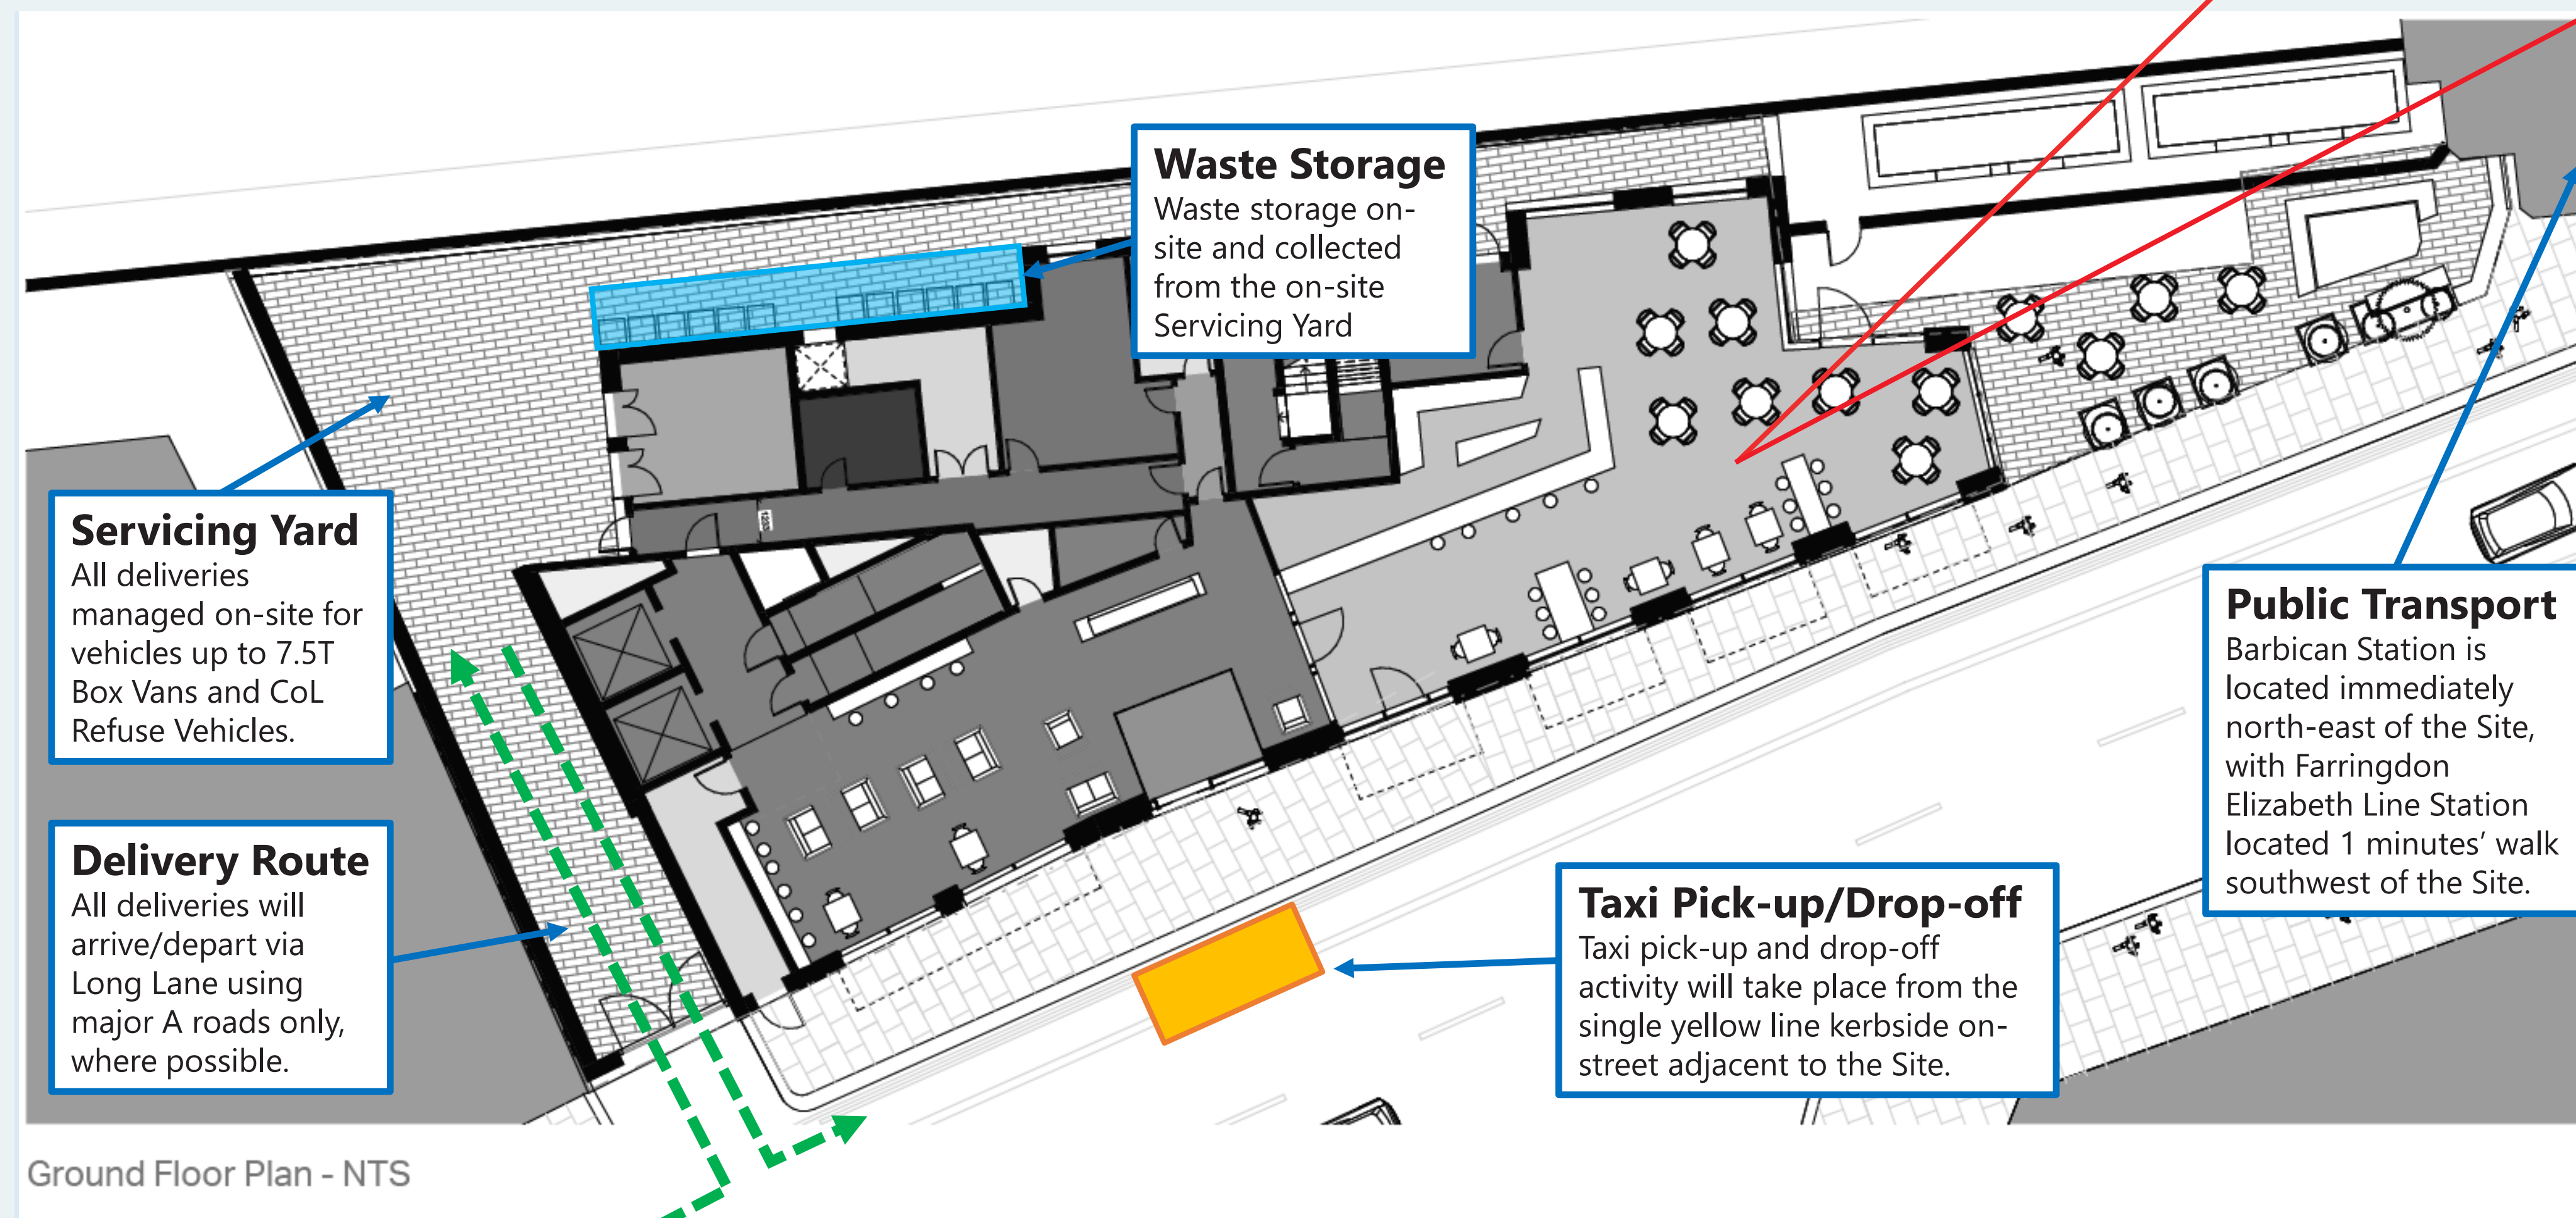 Waste Storage
Waste storage on-
site and collected
from the on-site
Servicing Yard
Servicing Yard
All deliveries
managed on-site for
vehicles up to 7.5T
Box Vans and CoL
Refuse Vehicles.
Delivery Route
All deliveries will
arrive/depart via
Long Lane using
major A roads only,
where possible.
Taxi Pick-up/Drop-off
Taxi pick-up and drop-off
activity will take place from the
single yellow line kerbside on-
street adjacent to the Site.
Public Transport
Barbican Station is
located immediately
north-east of the Site,
with Farringdon
Elizabeth Line Station
located 1 minutes’ walk
southwest of the Site.
Ground Floor Plan - NTS